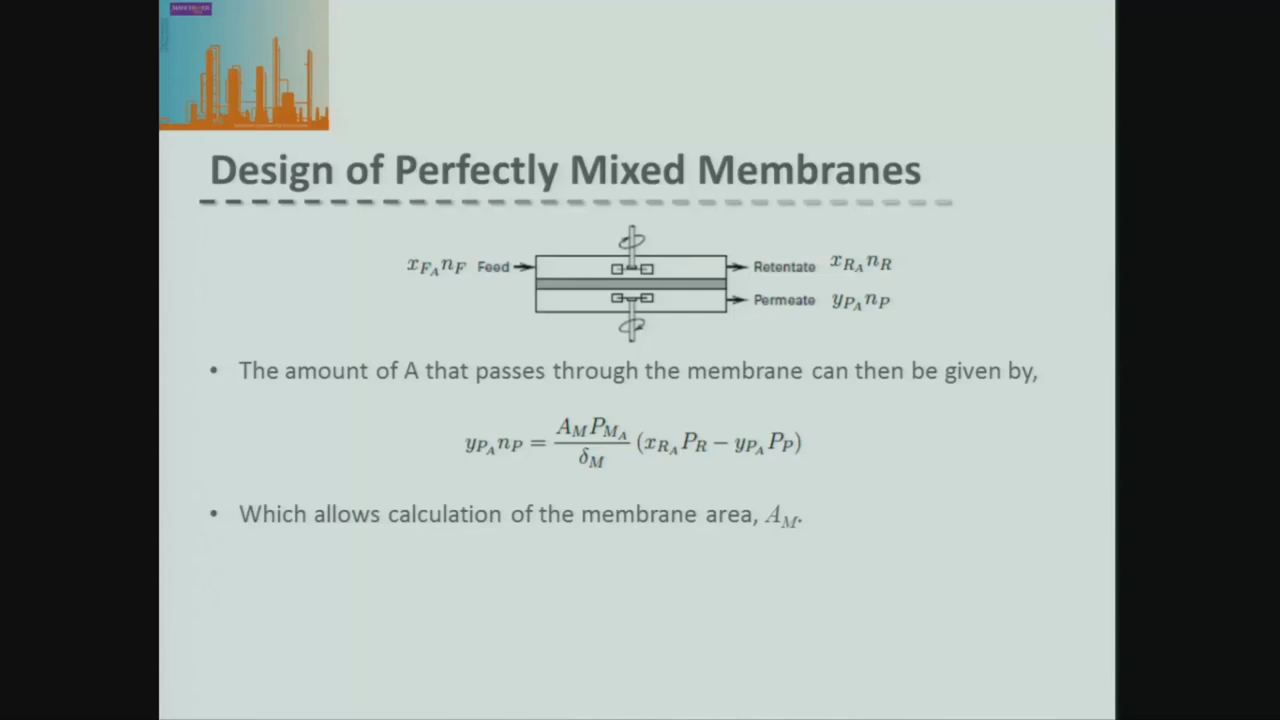 MANCHESTER
Design of Perfectly Mixed Membranes
x_{F_A} n_F Feed
Retentate x_{R_A} n_R
Permeate y_{P_A} n_P
• The amount of A that passes through the membrane can then be given by,
y_{P_A} n_P = \frac{A_M P_{M_A}}{δ_M} (x_{R_A} P_R − y_{P_A} P_P)
• Which allows calculation of the membrane area, A_M.